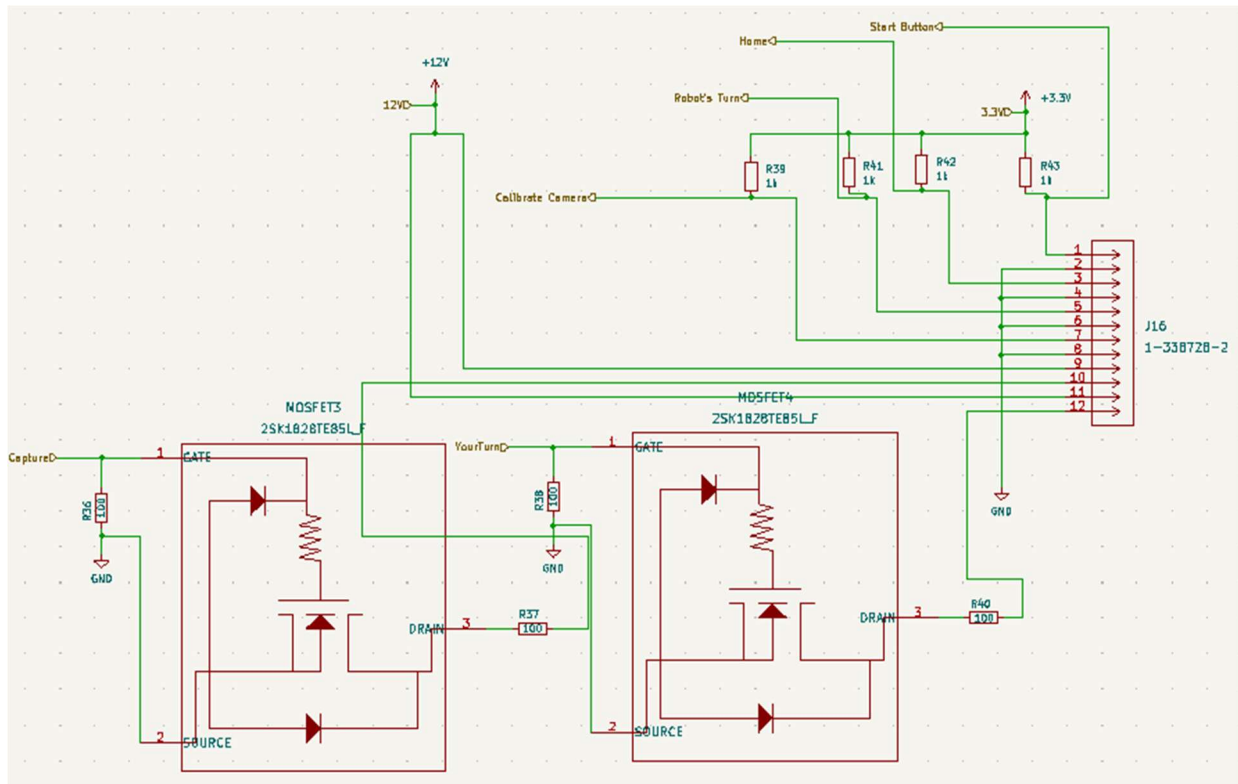 Start Button
Home
+12V
12V
Robot's Turn
+3.3V
3.3V
R39
1k
R41
1k
R42
1k
R43
1k
Calibrate Camera
1
2
3
4
5
6
7
8
9
10
11
12
J16
1-338728-2
MOSFET3
2SK1828TE85L_F
MOSFET4
2SK1828TE85L_F
Capture
1
GATE
R36
100
GND
2
SOURCE
DRAIN
3
R37
100
YourTurn
1
GATE
R38
100
GND
2
SOURCE
DRAIN
3
R40
100
GND